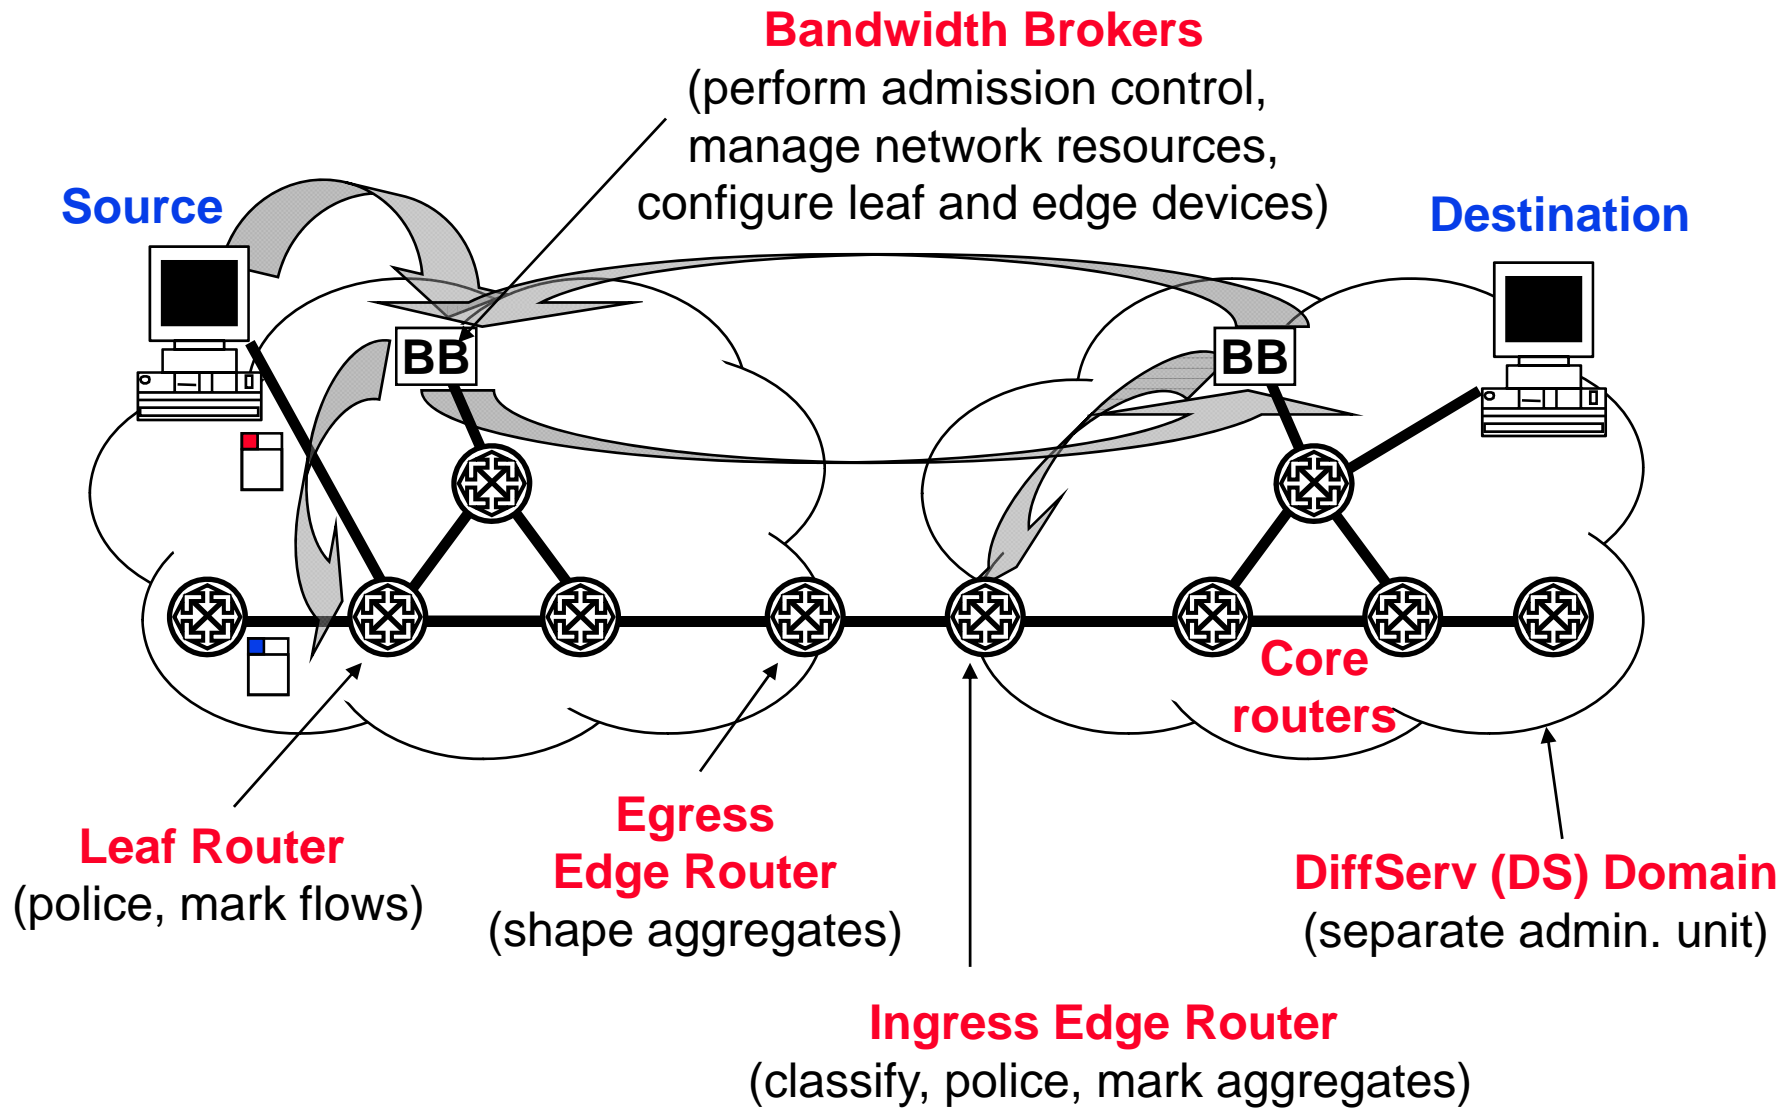 Bandwidth Brokers
(perform admission control,
manage network resources,
configure leaf and edge devices)
Source
Destination
BB
BB
Core
routers
Leaf Router
(police, mark flows)
Egress
Edge Router
(shape aggregates)
DiffServ (DS) Domain
(separate admin. unit)
Ingress Edge Router
(classify, police, mark aggregates)